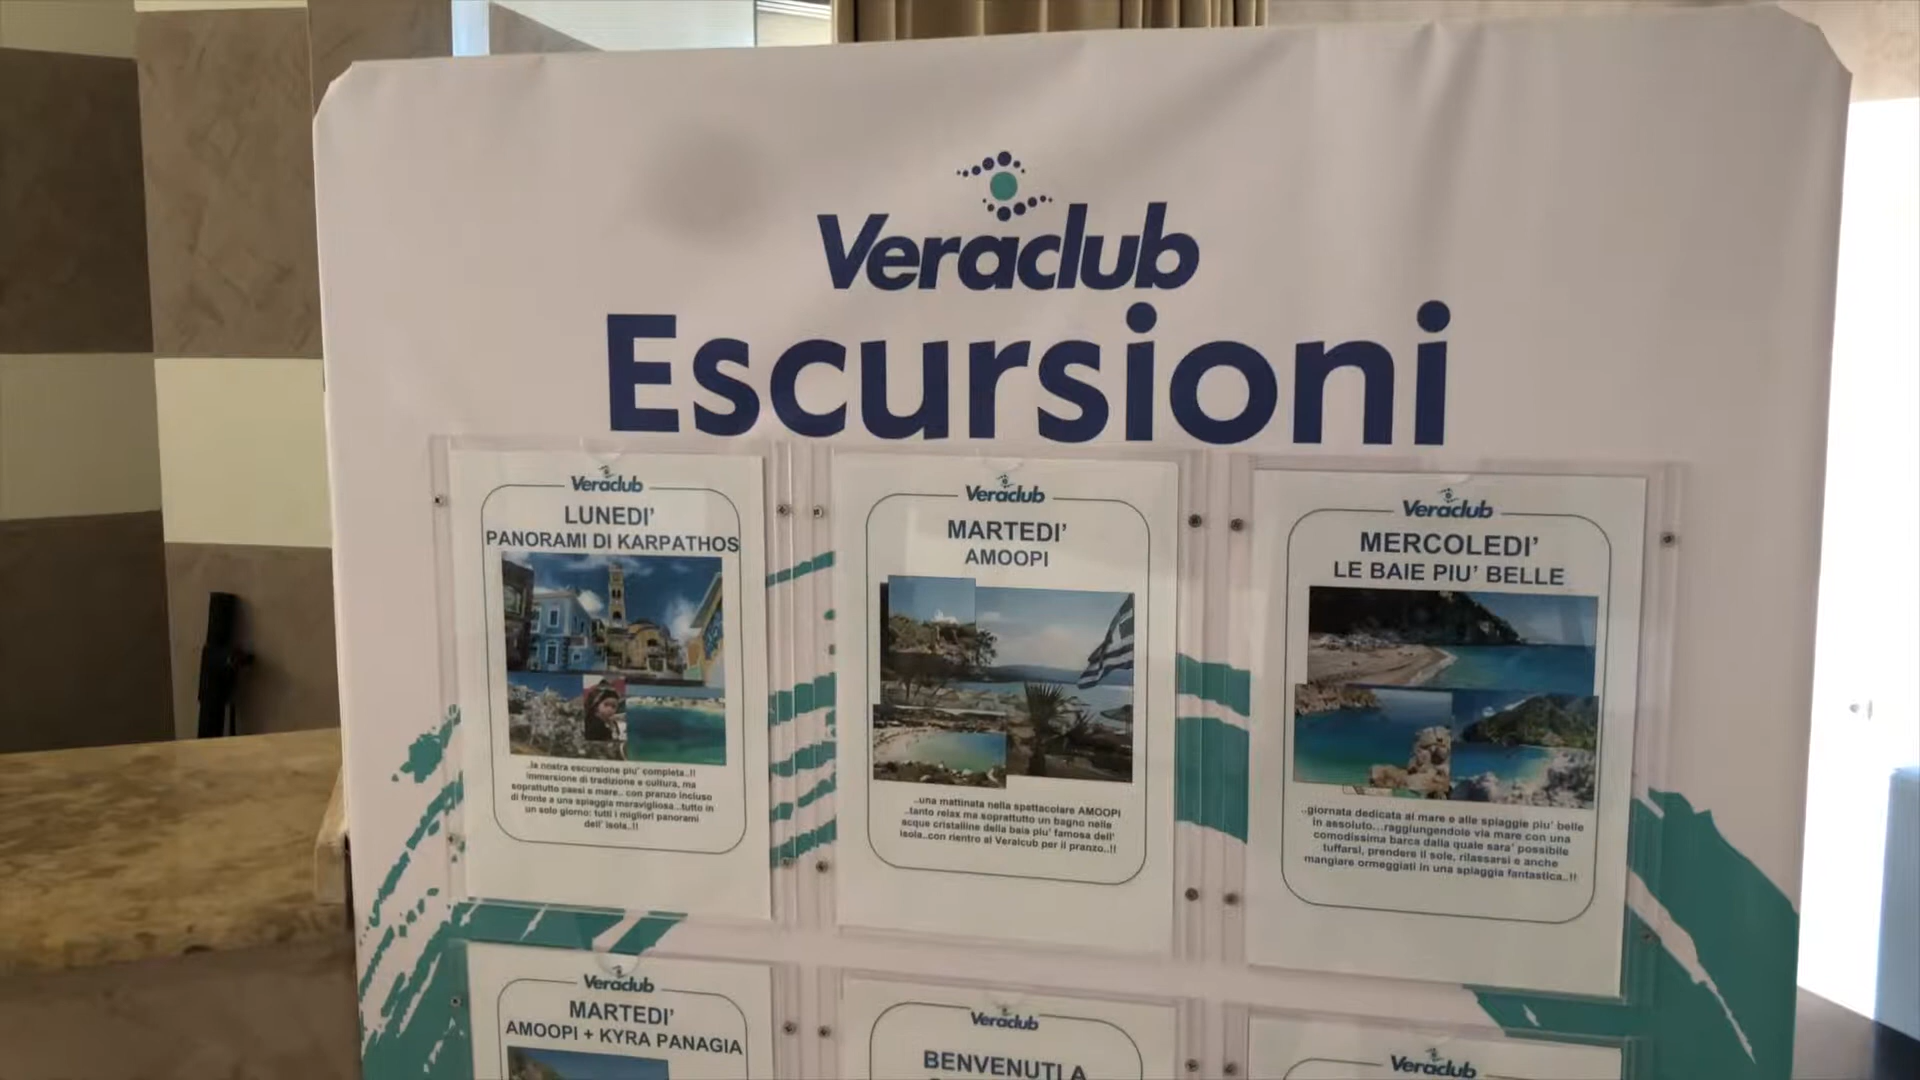 Veraclub
Escursioni
Veraclub
LUNEDI'
PANORAMI DI KARPATHOS
..la nostra escursione piu' completa..!!
immersione di tradizione e cultura, ma
soprattutto paesi e mare.. con pranzo incluso
di fronte a una spiaggia meravigliosa...tutto in
un solo giorno: tutti i migliori panorami
dell' isola..!!
Veraclub
MARTEDI'
AMOOPI
..una mattinata nella spettacolare AMOOPI
..tanto relax ma soprattutto un bagno nelle
acque cristalline della baia piu' famosa dell'
isola..con rientro al Veralcub per il pranzo..!!
Veraclub
MERCOLEDI'
LE BAIE PIU' BELLE
..giornata dedicata al mare e alle spiaggie piu' belle
in assoluto...raggiungendole via mare con una
comodissima barca dalla quale sara' possibile
tuffarsi, prendere il sole, rilassarsi e anche
mangiare ormeggiati in una spiaggia fantastica..!!
Veraclub
MARTEDI'
AMOOPI + KYRA PANAGIA
Veraclub
BENVENUTI A
Veraclub